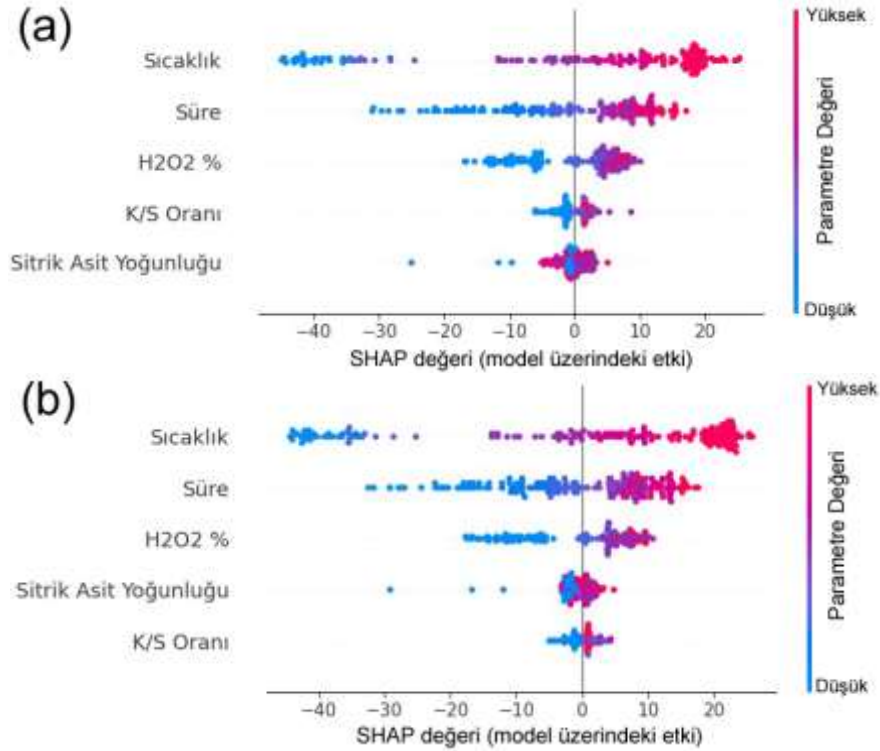 (a)
Yüksek
Sıcaklık
Süre
H2O2 %
K/S Oranı
Sitrik Asit Yoğunluğu
Parametre Değeri
Düşük
−40 −30 −20 −10 0 10 20
SHAP değeri (model üzerindeki etki)
(b)
Yüksek
Sıcaklık
Süre
H2O2 %
Sitrik Asit Yoğunluğu
K/S Oranı
Parametre Değeri
Düşük
−40 −30 −20 −10 0 10 20
SHAP değeri (model üzerindeki etki)